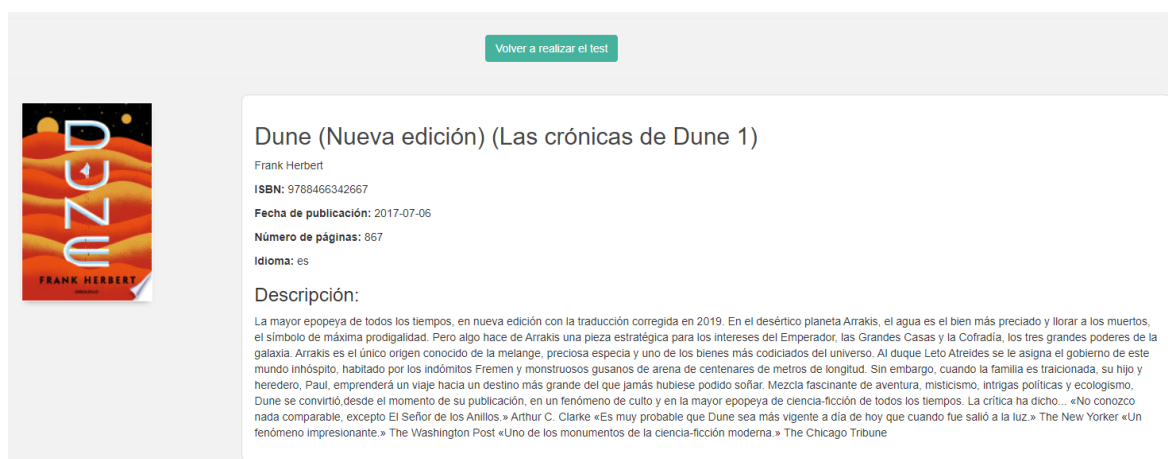 Volver a realizar el test
DUNE
FRANK HERBERT
Dune (Nueva edición) (Las crónicas de Dune 1)
Frank Herbert
ISBN: 9788466342667
Fecha de publicación: 2017-07-06
Número de páginas: 867
Idioma: es
Descripción:
La mayor epopeya de todos los tiempos, en nueva edición con la traducción corregida en 2019. En el desértico planeta Arrakis, el agua es el bien más preciado y llorar a los muertos,
el símbolo de máxima prodigalidad. Pero algo hace de Arrakis una pieza estratégica para los intereses del Emperador, las Grandes Casas y la Cofradía, los tres grandes poderes de la
galaxia. Arrakis es el único origen conocido de la melange, preciosa especia y uno de los bienes más codiciados del universo. Al duque Leto Atreides se le asigna el gobierno de este
mundo inhóspito, habitado por los indómitos Fremen y monstruosos gusanos de arena de centenares de metros de longitud. Sin embargo, cuando la familia es traicionada, su hijo y
heredero, Paul, emprenderá un viaje hacia un destino más grande del que jamás hubiese podido soñar. Mezcla fascinante de aventura, misticismo, intrigas políticas y ecologismo,
Dune se convirtió,desde el momento de su publicación, en un fenómeno de culto y en la mayor epopeya de ciencia-ficción de todos los tiempos. La crítica ha dicho... «No conozco
nada comparable, excepto El Señor de los Anillos.» Arthur C. Clarke «Es muy probable que Dune sea más vigente a día de hoy que cuando fue salió a la luz.» The New Yorker «Un
fenómeno impresionante.» The Washington Post «Uno de los monumentos de la ciencia-ficción moderna.» The Chicago Tribune